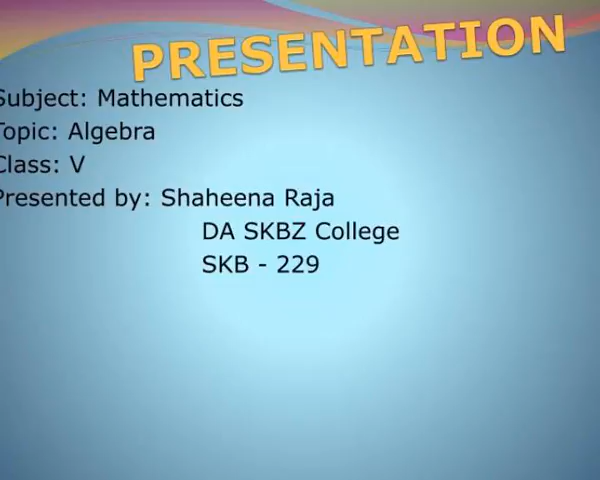 PRESENTATION
Subject: Mathematics
Topic: Algebra
Class: V
Presented by: Shaheena Raja
DA SKBZ College
SKB - 229